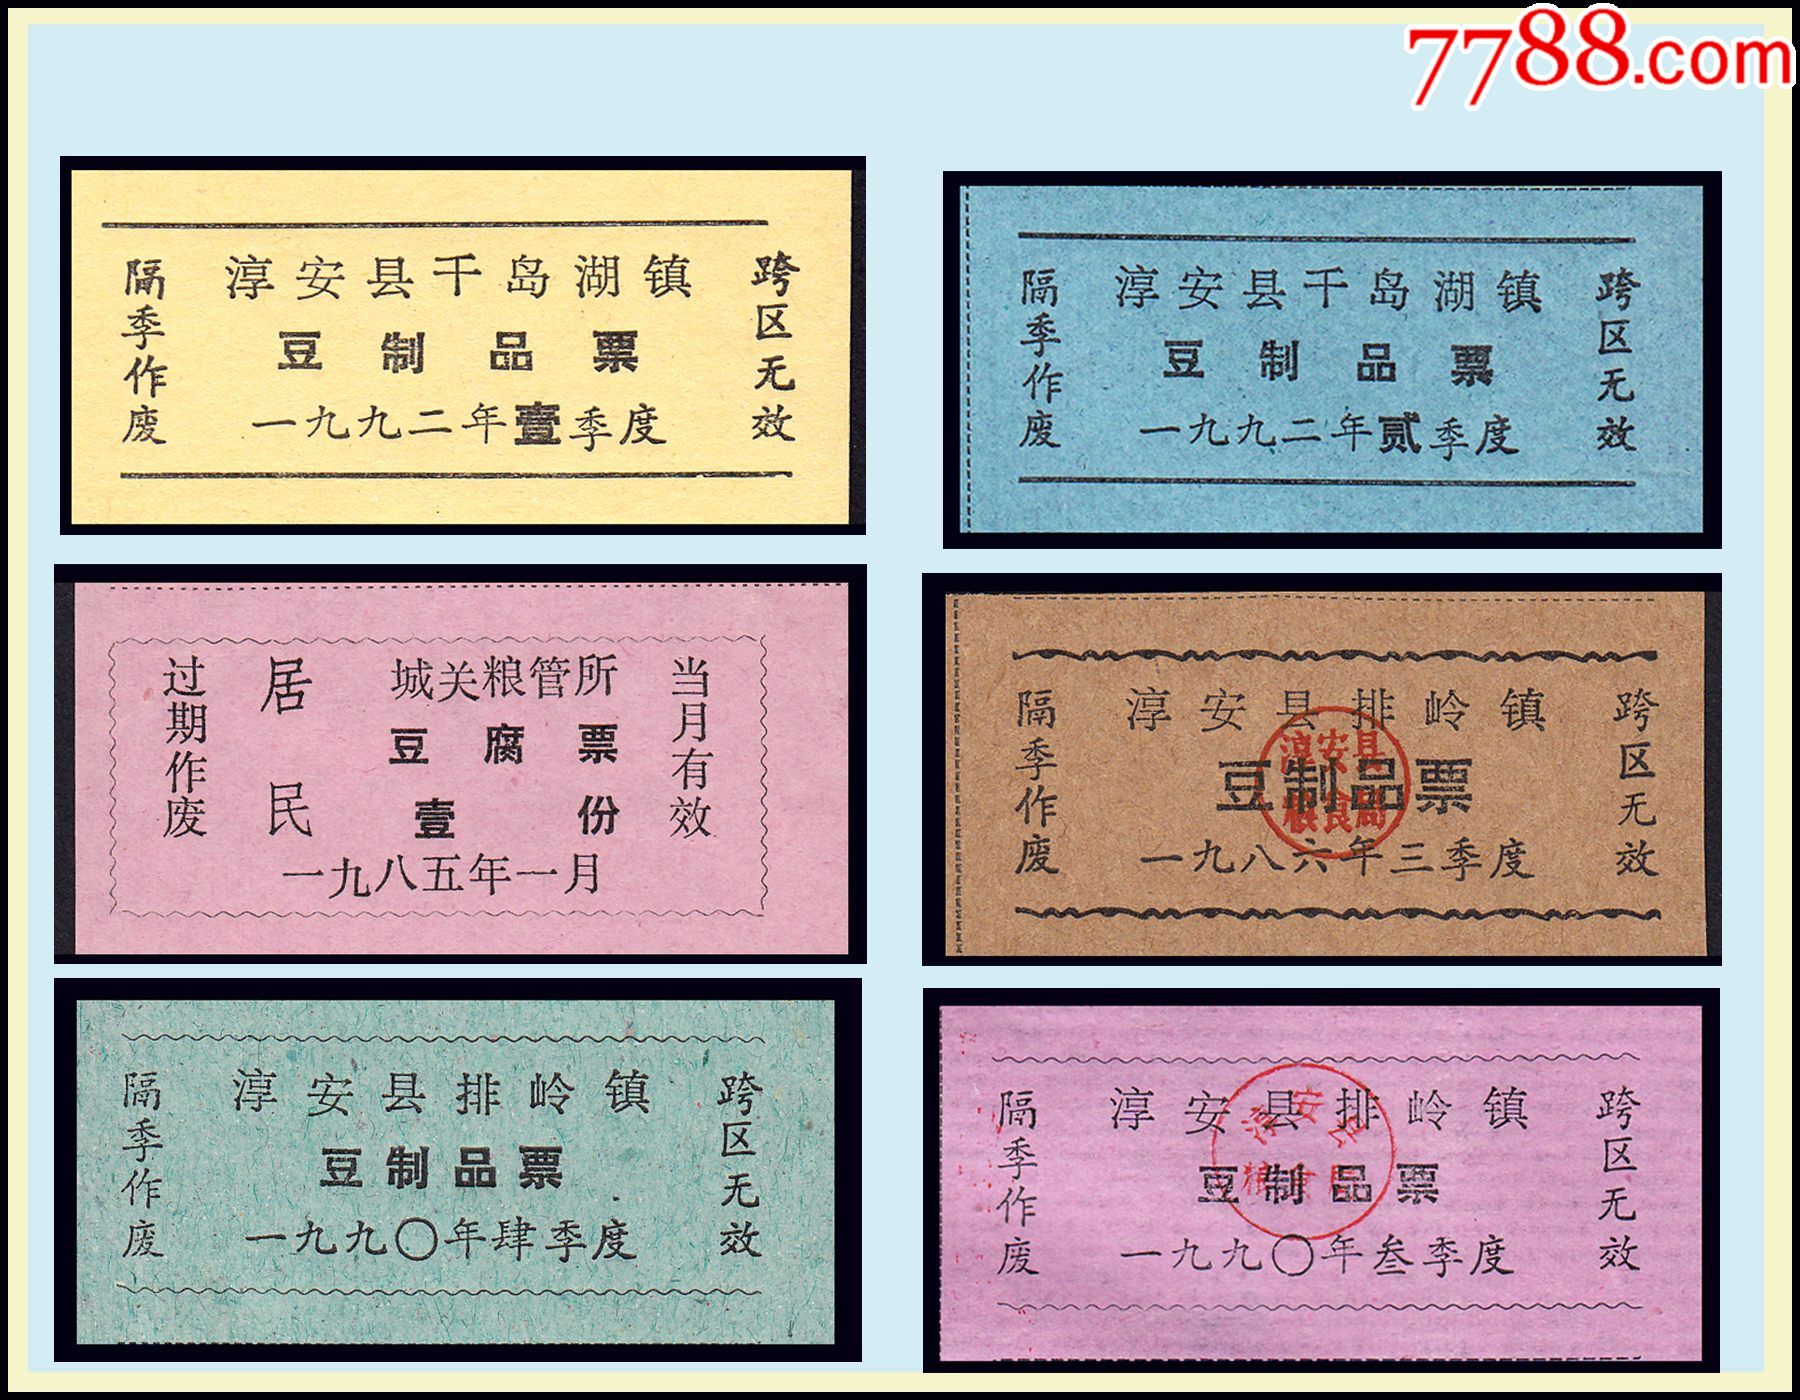 7788.com
隔季作废
淳安县千岛湖镇
豆制品票
一九九二年壹季度
跨区无效
隔季作废
淳安县千岛湖镇
豆制品票
一九九二年贰季度
跨区无效
过期作废
居民
城关粮管所
豆腐票
壹份
一九八五年一月
当月有效
隔季作废
淳安县排岭镇
豆制品票
一九八六年三季度
跨区无效
淳安县
粮食局
隔季作废
淳安县排岭镇
豆制品票
一九九〇年肆季度
跨区无效
隔季作废
淳安县排岭镇
豆制品票
一九九〇年叁季度
跨区无效